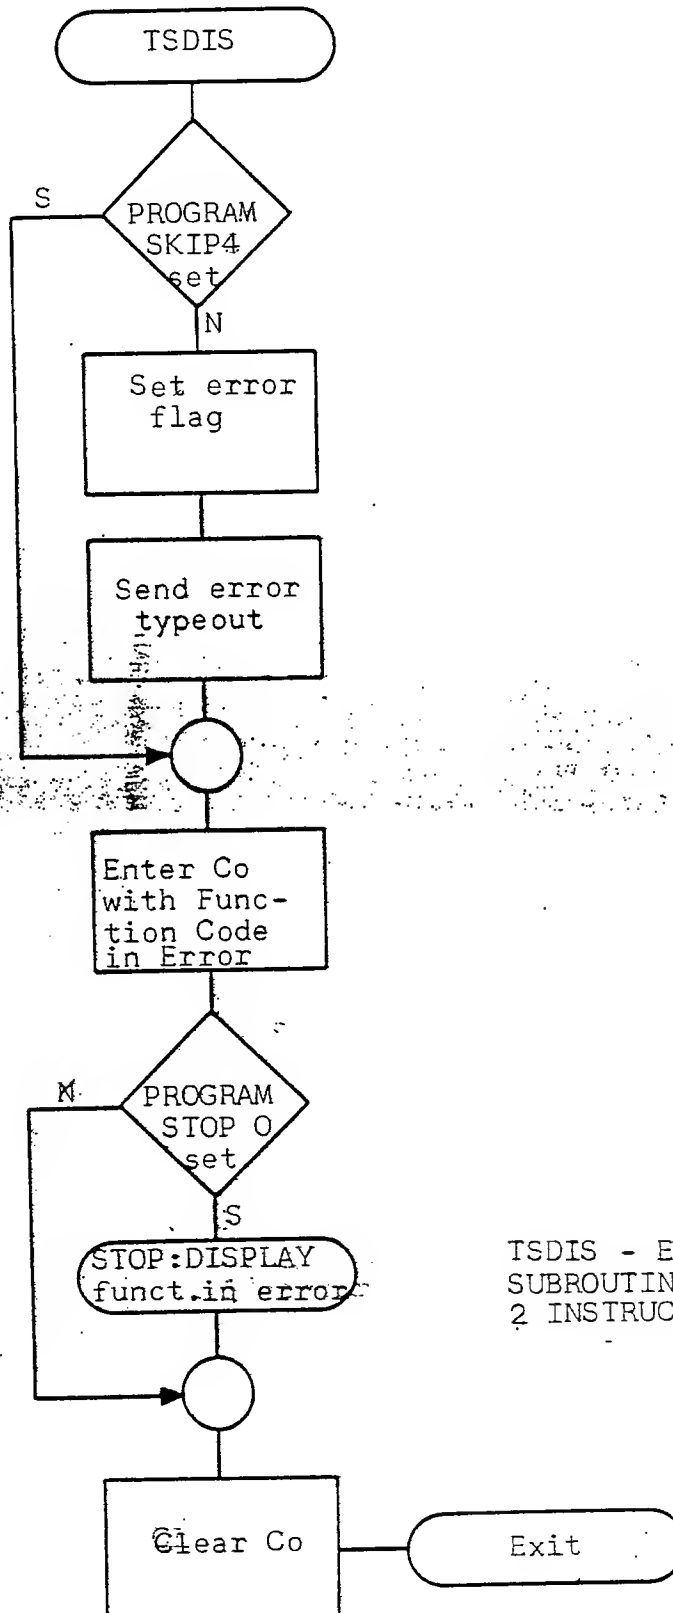 TSDIS
S
PROGRAM
SKIP4
set
N
Set error
flag
Send error
typeout
Enter Co
with Func-
tion Code
in Error
N
PROGRAM
STOP O
set
S
STOP:DISPLAY
funct.in error
TSDIS - E
SUBROUTIN
2 INSTRUC
Clear Co
Exit